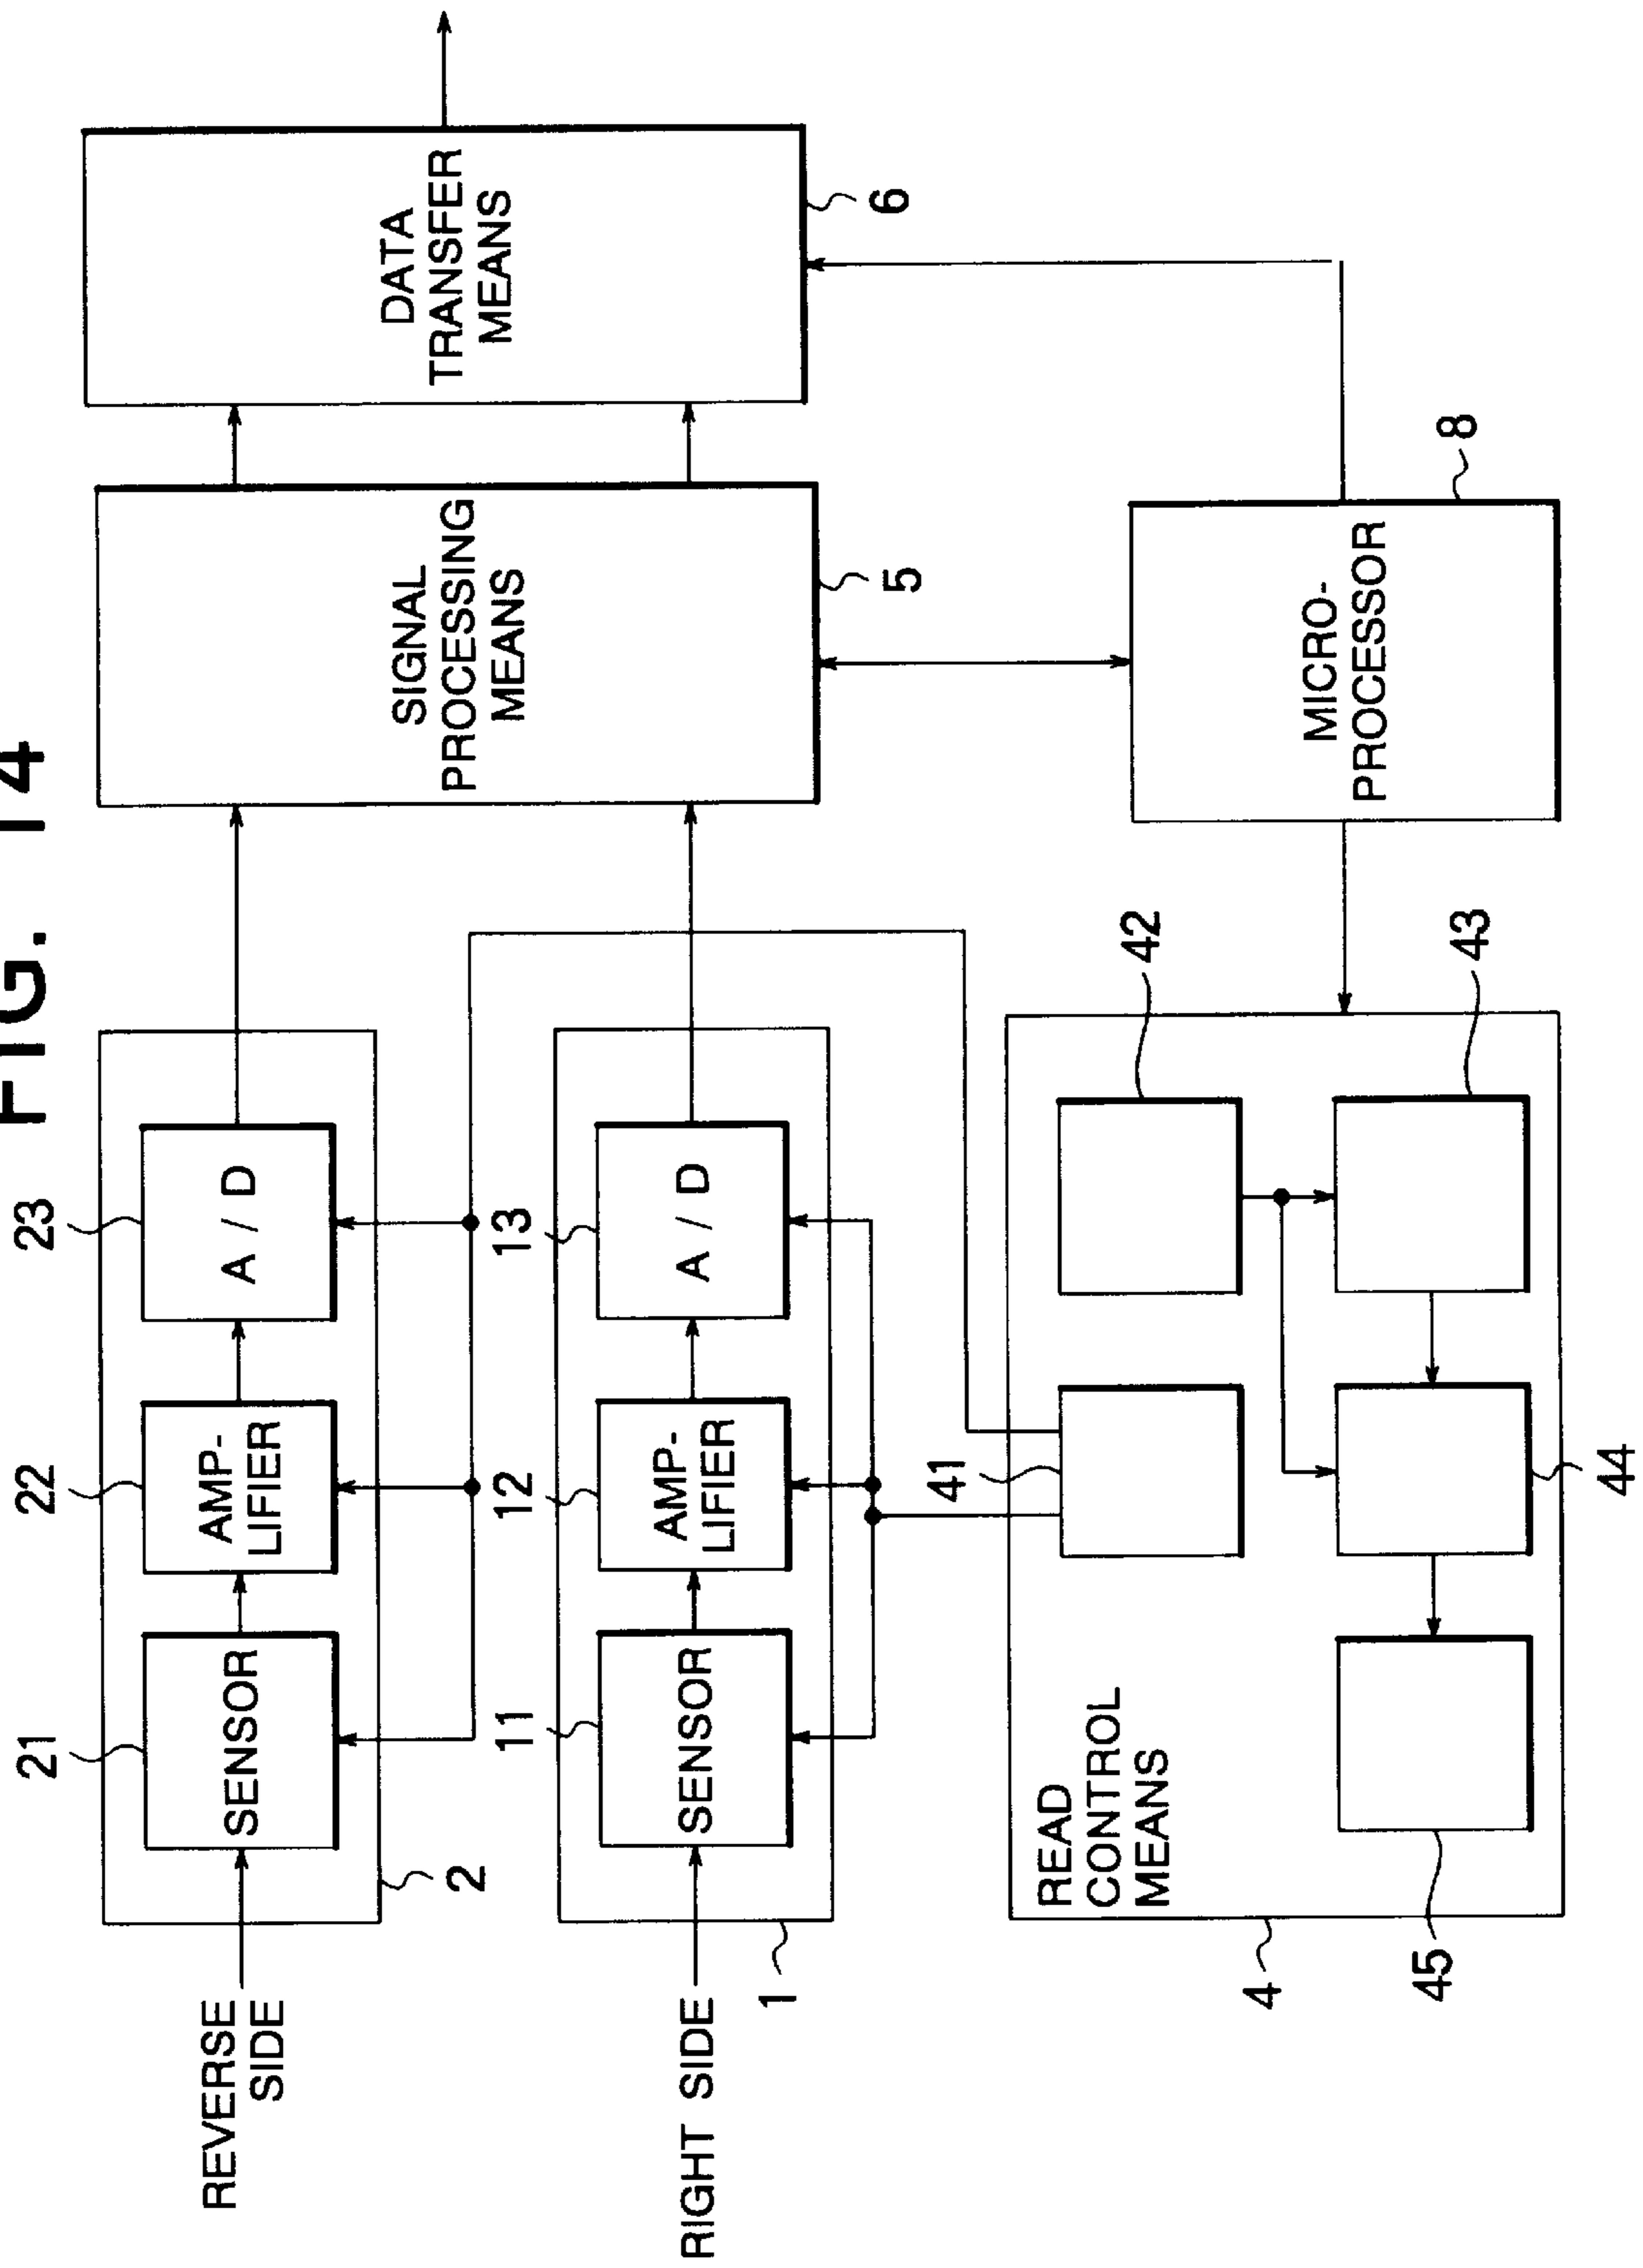 FIG. 14
REVERSE
SIDE
21
SENSOR
22
AMP-
LIFIER
23
A / D
2
SIGNAL
PROCESSING
MEANS
5
DATA
TRANSFER
MEANS
6
RIGHT SIDE
11
SENSOR
12
AMP-
LIFIER
13
A / D
1
READ
CONTROL
MEANS
4
41
42
43
44
45
MICRO-
PROCESSOR
8